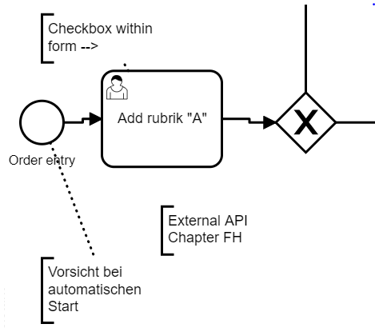 Checkbox within
form -->
Add rubrik "A"
Order entry
External API
Chapter FH
Vorsicht bei
automatischen
Start